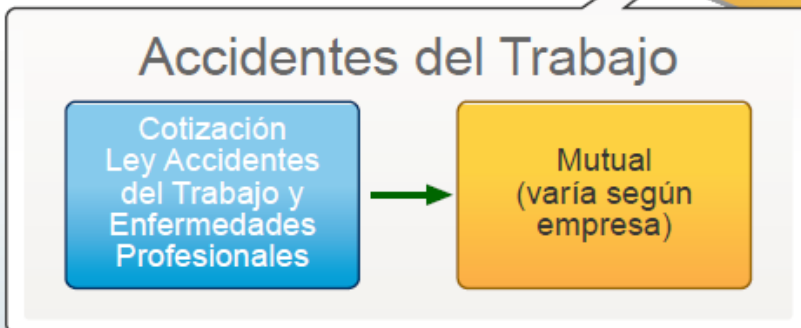 Accidentes del Trabajo
Cotización
Ley Accidentes
del Trabajo y
Enfermedades
Profesionales
Mutual
(varía según
empresa)